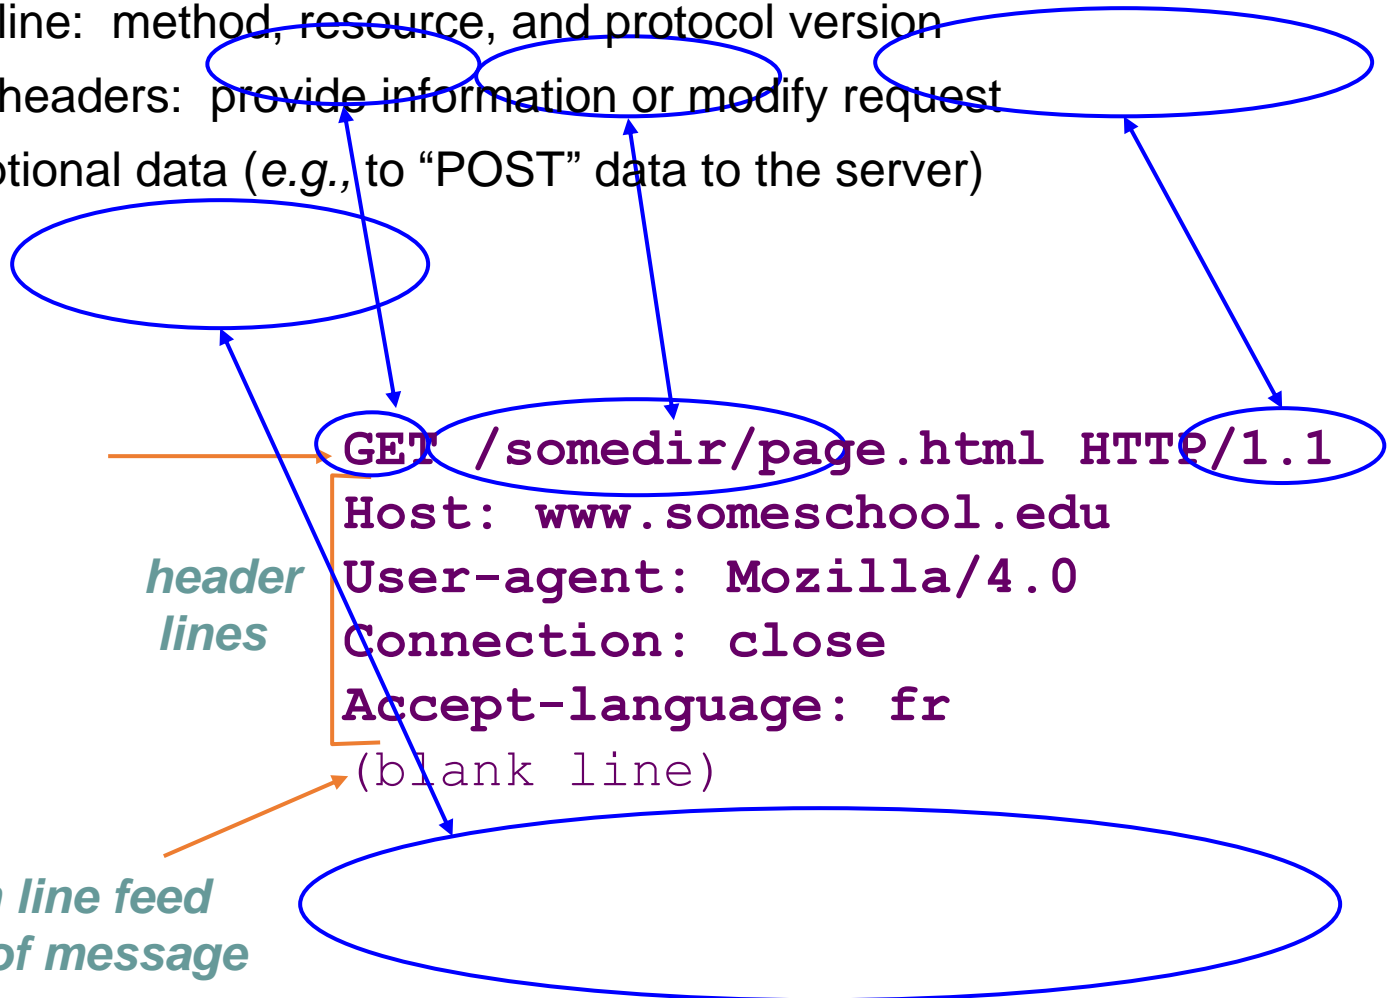 line: method, resource, and protocol version
headers: provide information or modify request
otional data (e.g., to “POST” data to the server)
GET /somedir/page.html HTTP/1.1
Host: www.someschool.edu
User-agent: Mozilla/4.0
header
lines
Connection: close
Accept-language: fr
(blank line)
line feed
of message